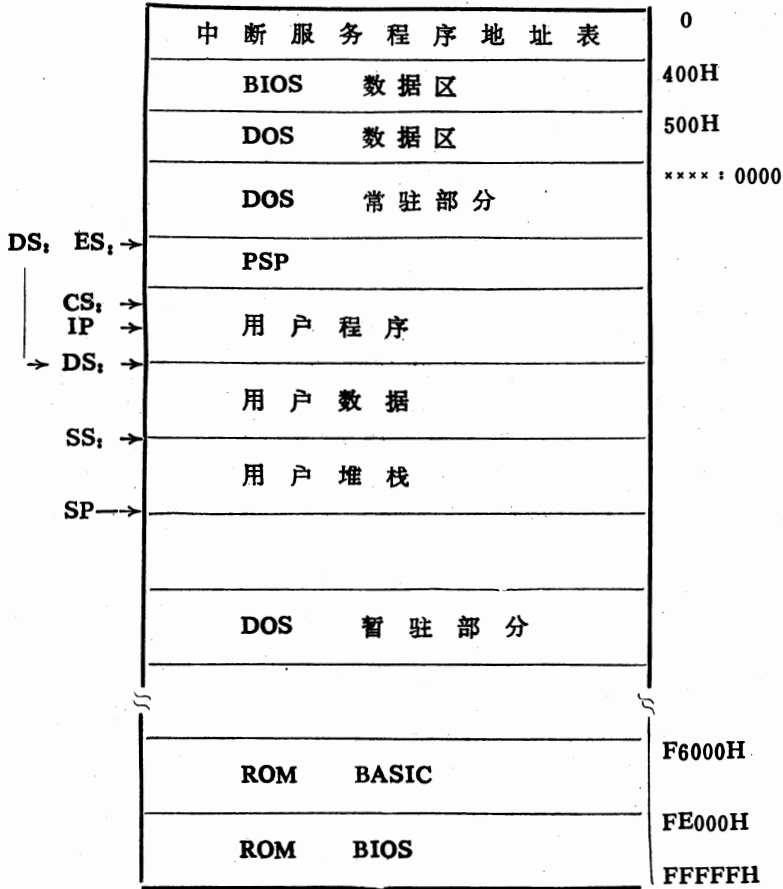 中断服务程序地址表
0
BIOS 数据区
400H
DOS 数据区
500H
DOS 常驻部分
××××:0000
DS: ES:
PSP
CS:
IP
用户程序
DS:
用户数据
SS:
用户堆栈
SP
DOS 暂驻部分
ROM BASIC
F6000H
ROM BIOS
FE000H
FFFFFH